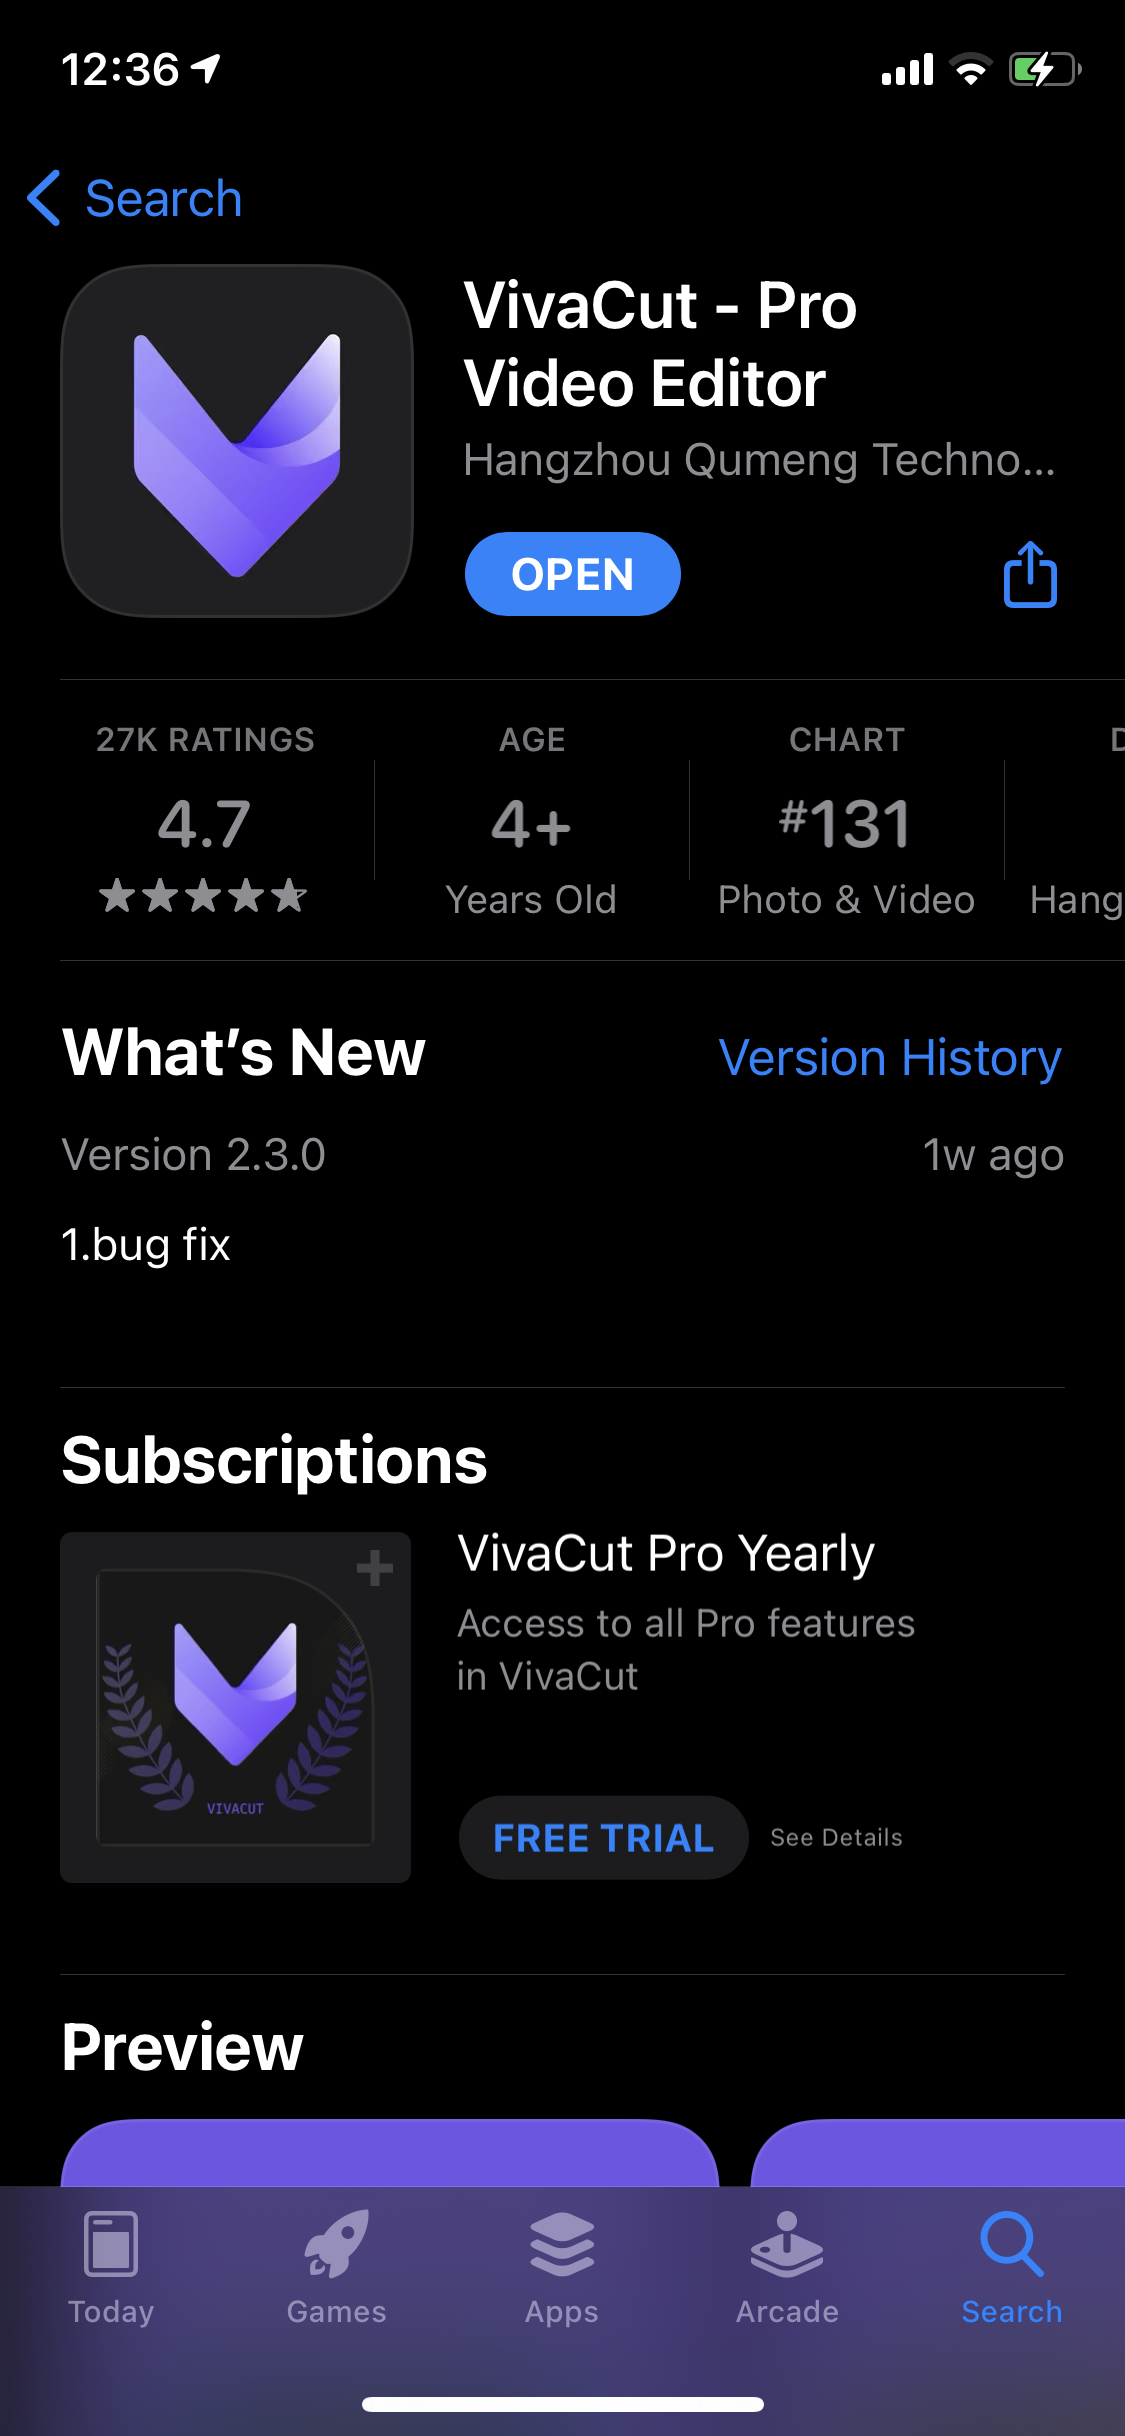 12:36
Search
VivaCut - Pro
Video Editor
Hangzhou Qumeng Techno...
OPEN
27K RATINGS
AGE
CHART
4.7
4+
#131
Years Old
Photo & Video
Hang
What's New
Version History
Version 2.3.0
1w ago
1.bug fix
Subscriptions
VivaCut Pro Yearly
Access to all Pro features
in VivaCut
VIVACUT
FREE TRIAL
See Details
Preview
Today
Games
Apps
Arcade
Search